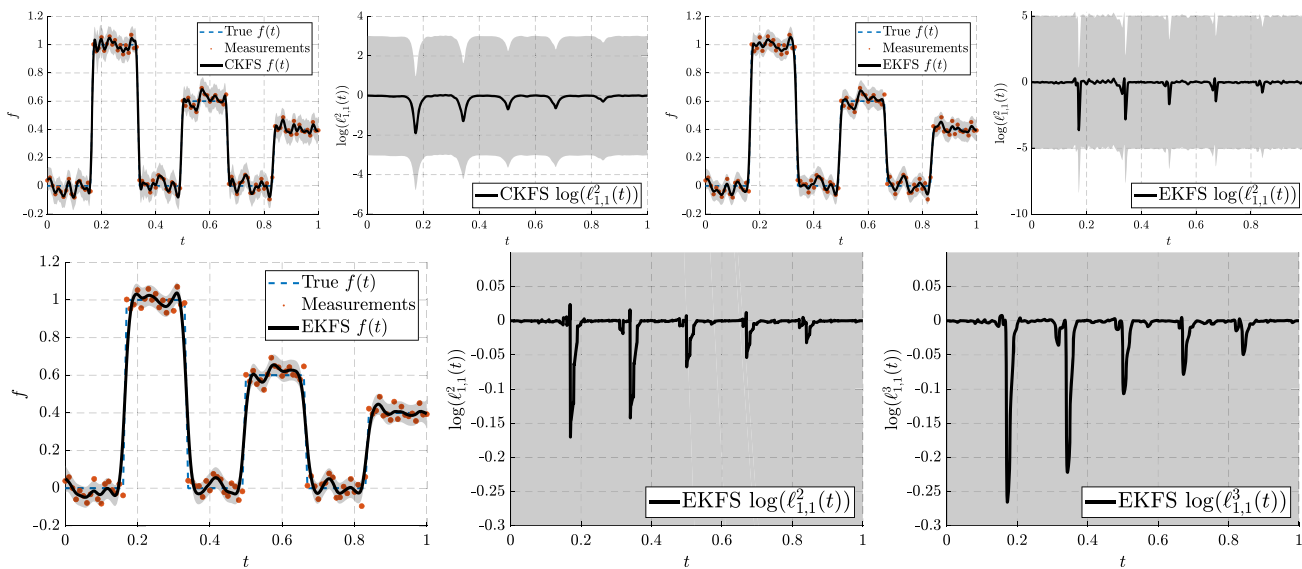 1.2
1
0.8
0.6
0.4
0.2
0
-0.2
f
0 0.2 0.4 0.6 0.8 1
t
True f(t)
Measurements
CKFS f(t)
4
2
0
-2
-4
-6
log(ℓ²₁,₁(t))
0 0.2 0.4 0.6 0.8 1
t
CKFS log(ℓ²₁,₁(t))
1.2
1
0.8
0.6
0.4
0.2
0
-0.2
f
0 0.2 0.4 0.6 0.8 1
t
True f(t)
Measurements
EKFS f(t)
5
0
-5
-10
log(ℓ²₁,₁(t))
0 0.2 0.4 0.6 0.8
t
EKFS log(ℓ²₁,₁(t))
1.2
1
0.8
0.6
0.4
0.2
0
-0.2
f
0 0.2 0.4 0.6 0.8 1
t
True f(t)
Measurements
EKFS f(t)
0.05
0
-0.05
-0.1
-0.15
-0.2
-0.25
-0.3
log(ℓ²₁,₁(t))
0 0.2 0.4 0.6 0.8 1
t
EKFS log(ℓ²₁,₁(t))
0.05
0
-0.05
-0.1
-0.15
-0.2
-0.25
-0.3
log(ℓ³₁,₁(t))
0 0.2 0.4 0.6 0.8 1
t
EKFS log(ℓ³₁,₁(t))